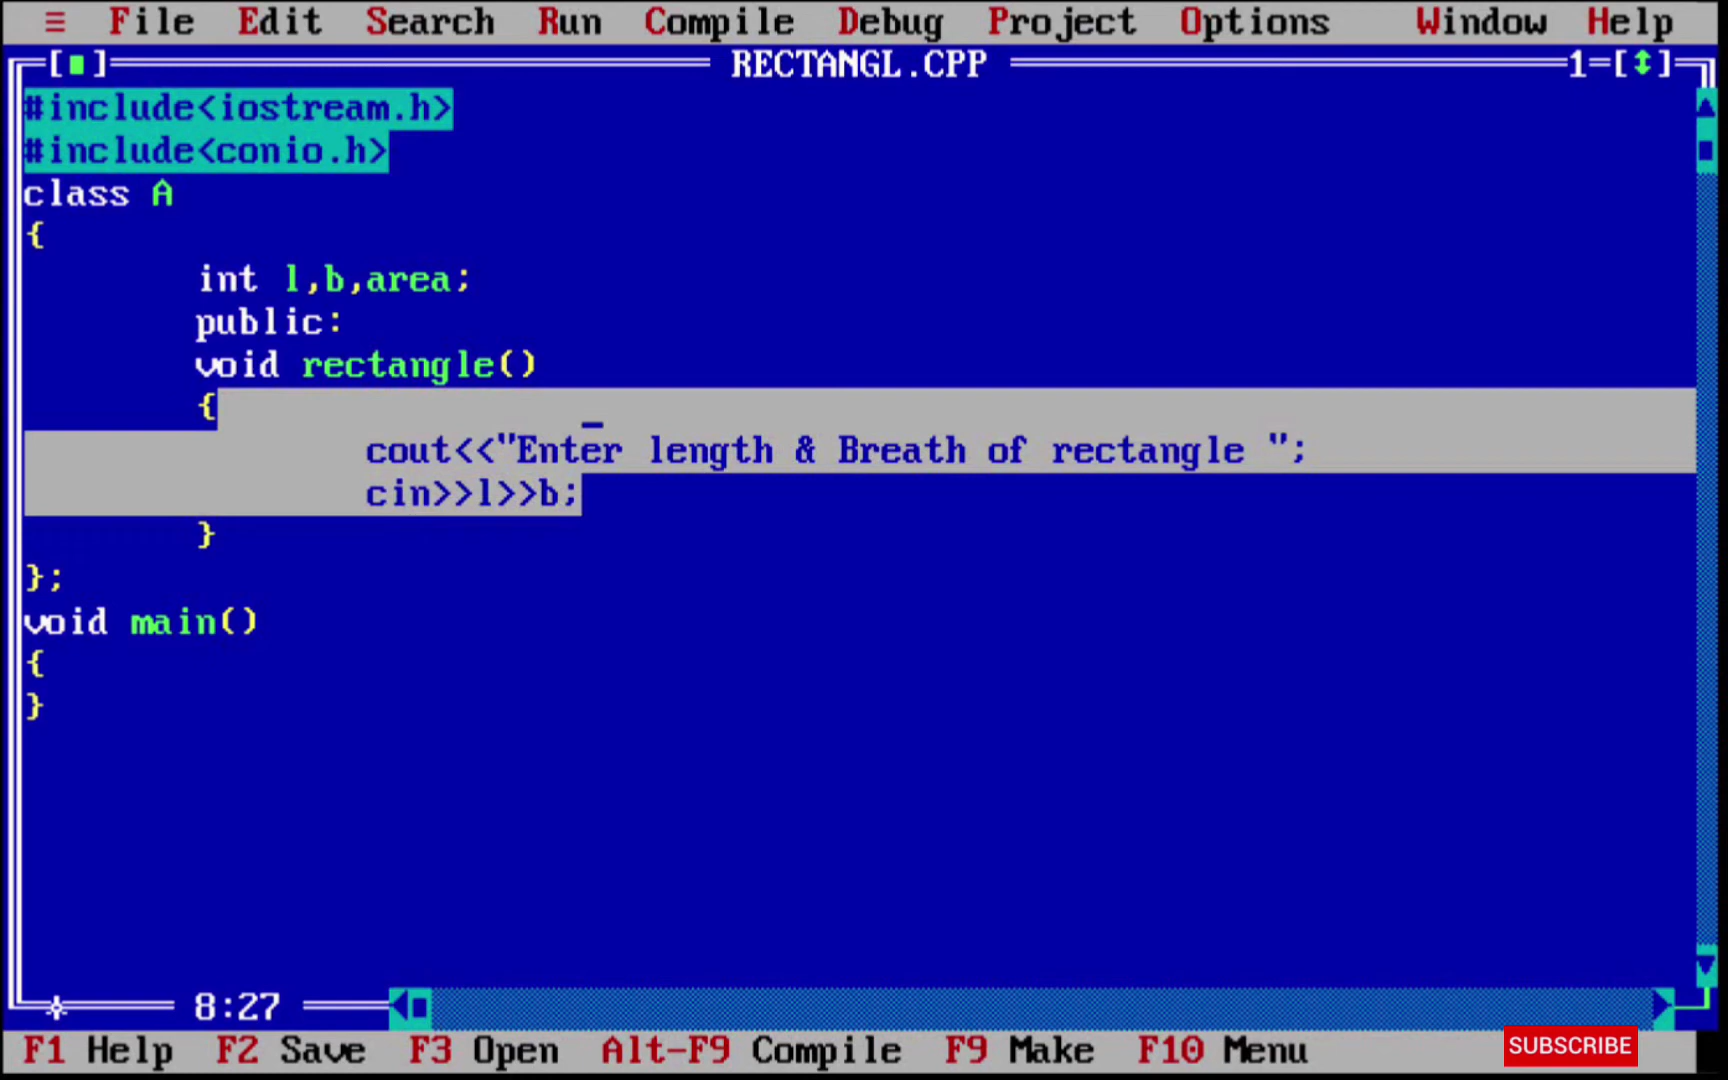 ≡ File Edit Search Run Compile Debug Project Options Window Help
[■] RECTANGL.CPP 1=[↕]
#include<iostream.h>
#include<conio.h>
class A
{
int l,b,area;
public:
void rectangle()
{
cout<<"Enter length & Breath of rectangle ";
cin>>l>>b;
}
};
void main()
{
}
8:27
F1 Help F2 Save F3 Open Alt-F9 Compile F9 Make F10 Menu
SUBSCRIBE